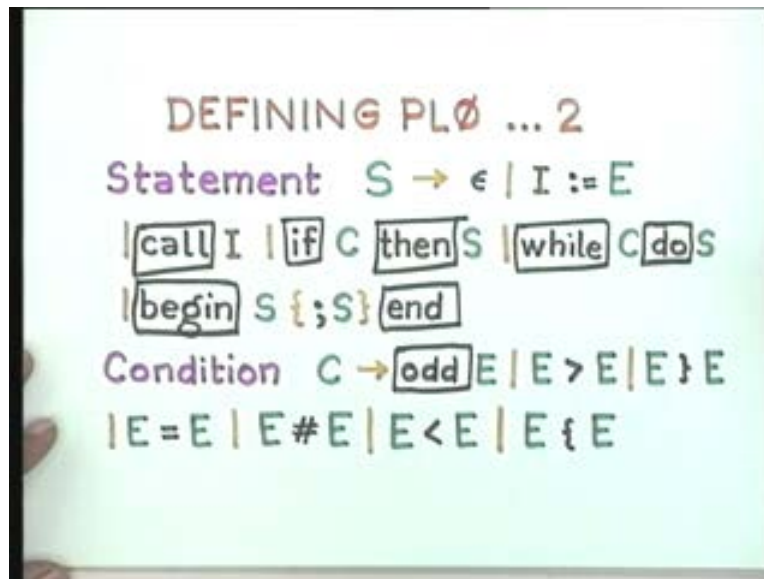 DEFINING PLØ ... 2
Statement S → ϵ | I := E
| call I | if C then S | while C do S
| begin S {;S} end
Condition C → odd E | E > E | E } E
| E = E | E # E | E < E | E { E